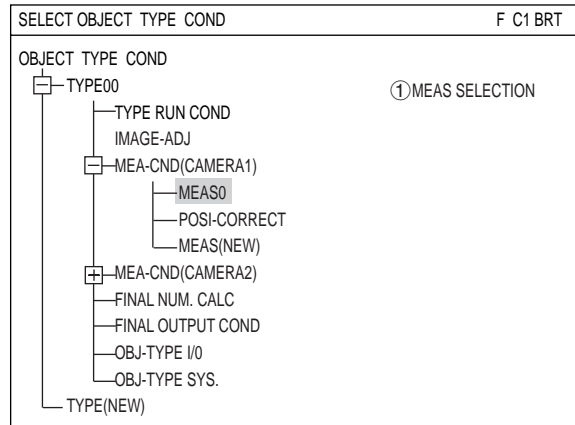 SELECT OBJECT TYPE COND F C1 BRT
OBJECT TYPE COND
TYPE00 ①MEAS SELECTION
TYPE RUN COND
IMAGE-ADJ
MEA-CND(CAMERA1)
MEAS0
POSI-CORRECT
MEAS(NEW)
MEA-CND(CAMERA2)
FINAL NUM. CALC
FINAL OUTPUT COND
OBJ-TYPE I/0
OBJ-TYPE SYS.
TYPE(NEW)